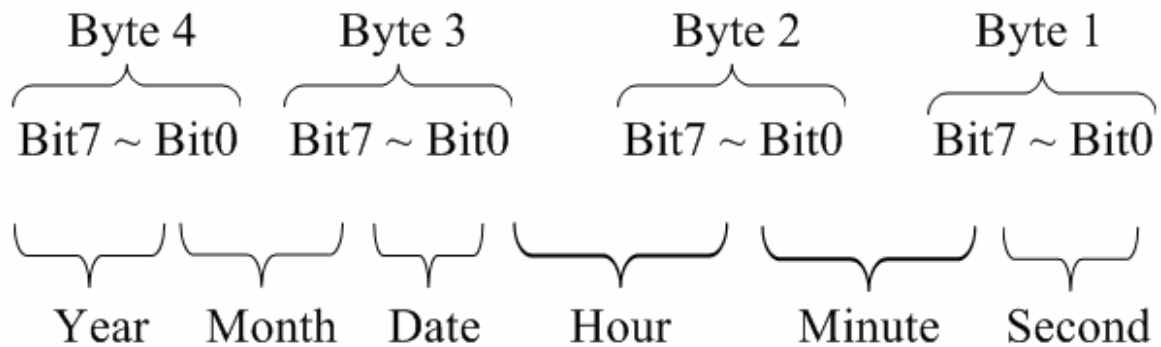 Byte 4 Byte 3 Byte 2 Byte 1
Bit7 ~ Bit0 Bit7 ~ Bit0 Bit7 ~ Bit0 Bit7 ~ Bit0
Year Month Date Hour Minute Second